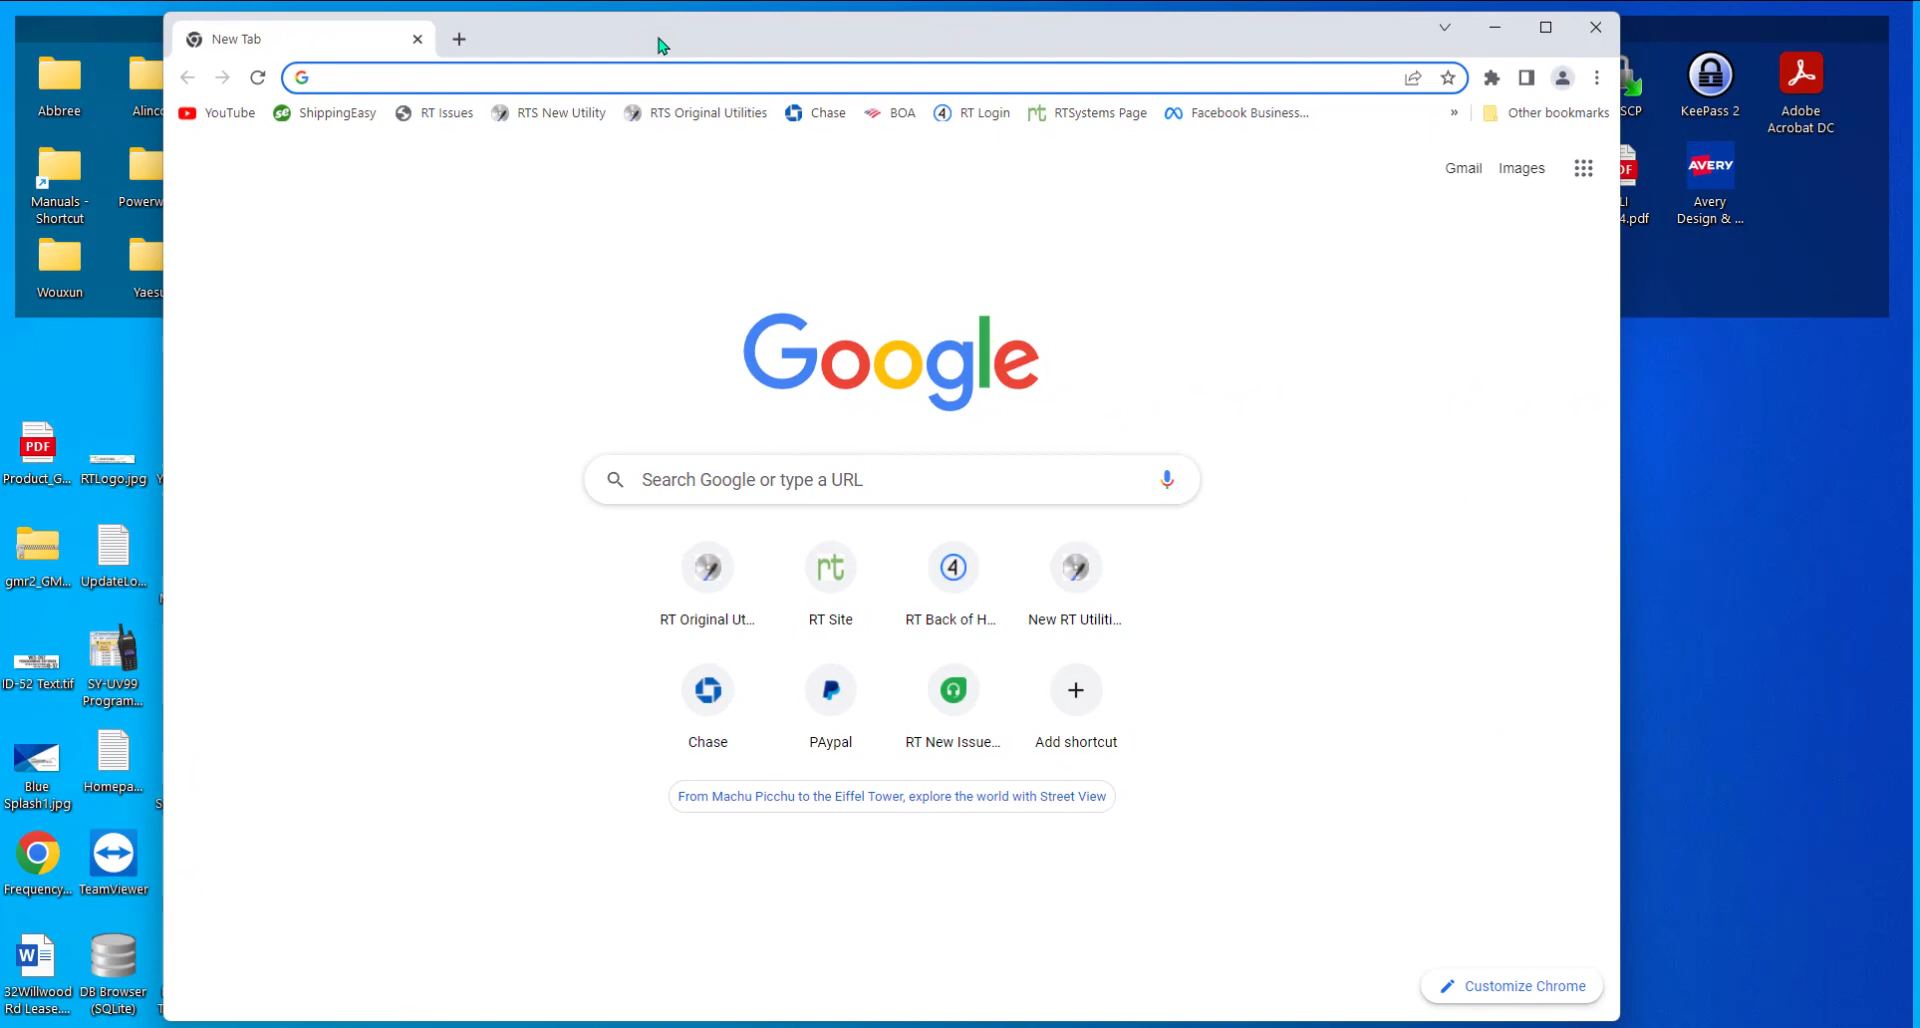 New Tab
YouTube ShippingEasy RT Issues RTS New Utility RTS Original Utilities Chase BOA RT Login RTSystems Page Facebook Business... » Other bookmarks
Gmail Images
Google
Search Google or type a URL
RT Original Ut... RT Site RT Back of H... New RT Utiliti...
Chase PAypal RT New Issue... Add shortcut
From Machu Picchu to the Eiffel Tower, explore the world with Street View
Customize Chrome
Abbree
Manuals -
Shortcut
Wouxun
PDF
Product_G... RTLogo.jpg
gmr2_GM... UpdateLo...
ID-52 Text.tif SY-UV99
Program...
Blue
Splash1.jpg
Homepa...
Frequency... TeamViewer
32Willwood
Rd Lease....
DB Browser
(SQLite)
KeePass 2 Adobe
Acrobat DC
AVERY
Avery
Design & ...